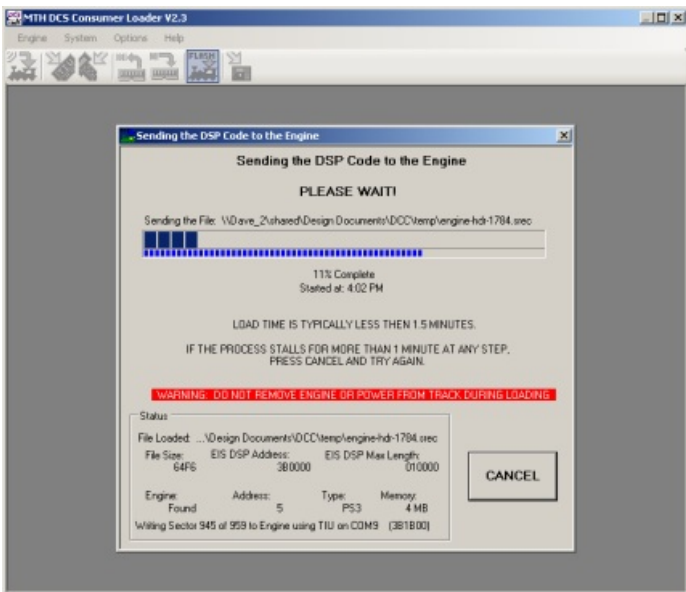 MTH DCS Consumer Loader V2.3
Engine System Options Help
FLASH
Sending the DSP Code to the Engine
Sending the DSP Code to the Engine
PLEASE WAIT!
Sending the File: \\Dave_2\shared\Design Documents\DCC\temp\engine-hdr-1784.srec
11% Complete
Started at: 4:02 PM
LOAD TIME IS TYPICALLY LESS THEN 1.5 MINUTES.
IF THE PROCESS STALLS FOR MORE THAN 1 MINUTE AT ANY STEP,
PRESS CANCEL AND TRY AGAIN.
WARNING: DO NOT REMOVE ENGINE OR POWER FROM TRACK DURING LOADING
Status
File Loaded: ...\Design Documents\DCC\temp\engine-hdr-1784.srec
File Size: EIS DSP Address: EIS DSP Max Length:
64F6 3B0000 010000
CANCEL
Engine: Address: Type: Memory:
Found 5 PS3 4 MB
Writing Sector 945 of 959 to Engine using TIU on COM9 (3B1B00)